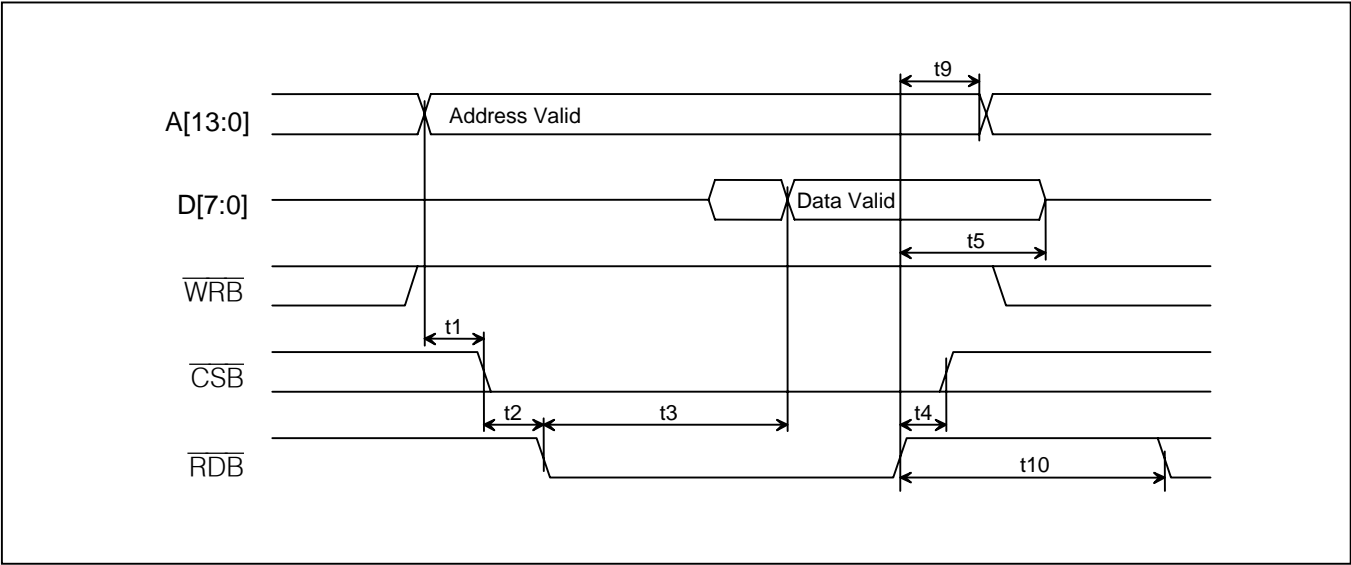 t9
A[13:0]
Address Valid
D[7:0]
Data Valid
t5
WRB
t1
CSB
t2
t3
t4
RDB
t10